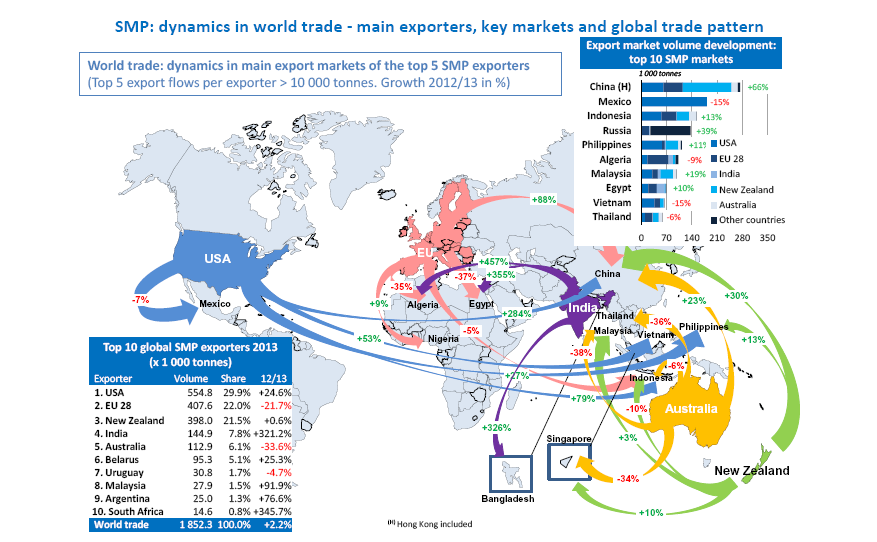 SMP: dynamics in world trade - main exporters, key markets and global trade pattern
World trade: dynamics in main export markets of the top 5 SMP exporters
(Top 5 export flows per exporter > 10 000 tonnes. Growth 2012/13 in %)
Export market volume development:
top 10 SMP markets
1 000 tonnes
China (H) +66%
Mexico -15%
Indonesia +13%
Russia +39%
Philippines +119
Algeria -9%
Malaysia +19%
Egypt +10%
Vietnam -15%
Thailand -6%
USA
EU 28
India
New Zealand
Australia
Other countries
0 70 140 210 280 350
+88%
EU
USA
+457%
+355%
-37%
-35%
China
-7%
Mexico
+9%
Algeria
Egypt
+284%
India
Thailand
-36%
+23%
+30%
Malaysia
Vietnam
Philippines
+53%
Nigeria
-5%
-38%
+13%
-6%
+27%
Indonesia
+79%
-10%
Australia
+326%
+3%
Singapore
-34%
New Zealand
Bangladesh
+10%
Top 10 global SMP exporters 2013
(x 1 000 tonnes)
Exporter Volume Share 12/13
1. USA 554.8 29.9% +24.6%
2. EU 28 407.6 22.0% -21.7%
3. New Zealand 398.0 21.5% +0.6%
4. India 144.9 7.8% +321.2%
5. Australia 112.9 6.1% -33.6%
6. Belarus 95.3 5.1% +25.3%
7. Uruguay 30.8 1.7% -4.7%
8. Malaysia 27.9 1.5% +91.9%
9. Argentina 25.0 1.3% +76.6%
10. South Africa 14.6 0.8% +345.7%
World trade 1 852.3 100.0% +2.2%
(H) Hong Kong included